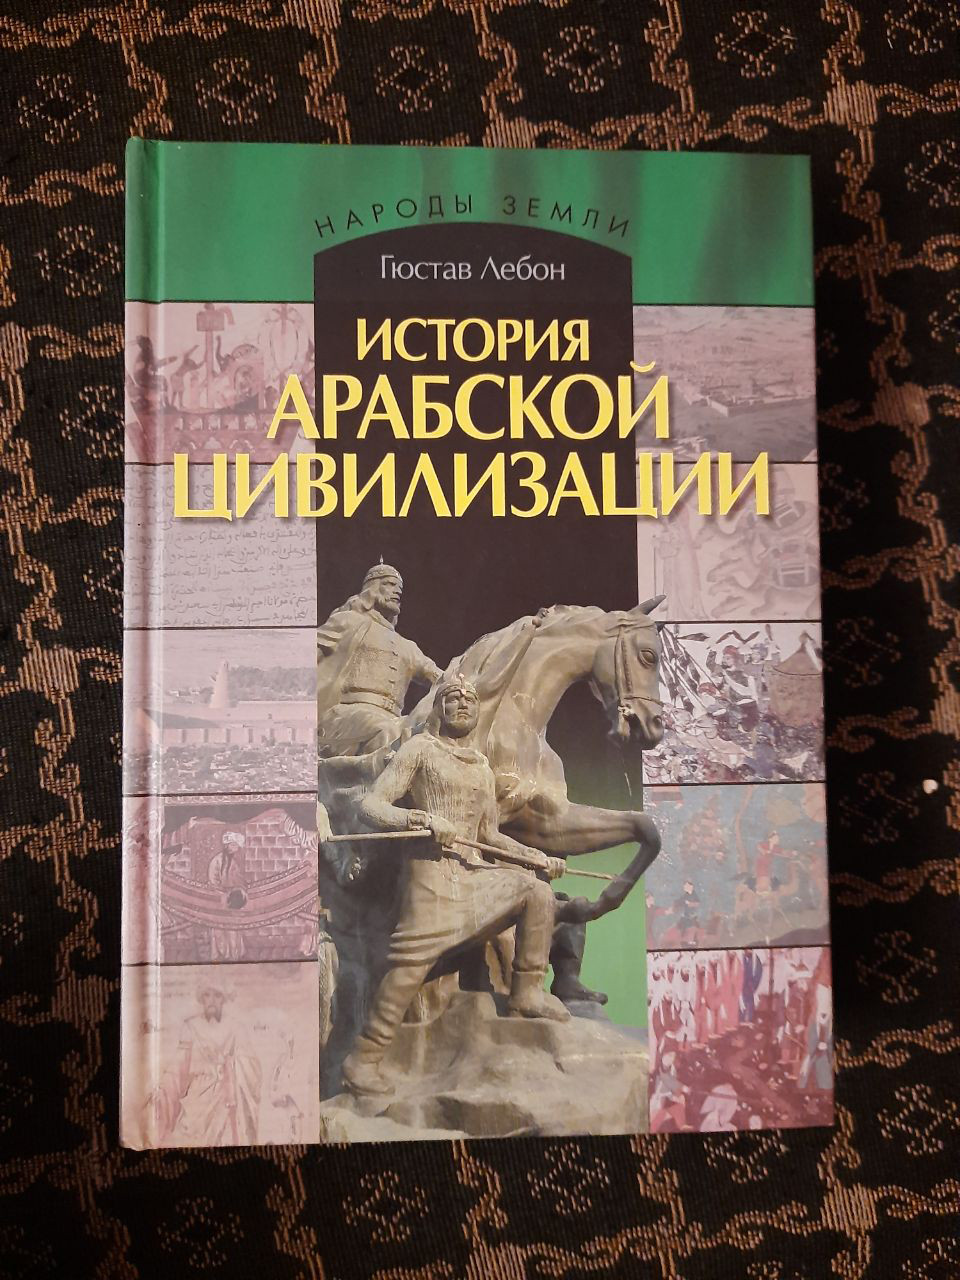 НАРОДЫ ЗЕМЛИ
Гюстав Лебон
ИСТОРИЯ
АРАБСКОЙ
ЦИВИЛИЗАЦИИ